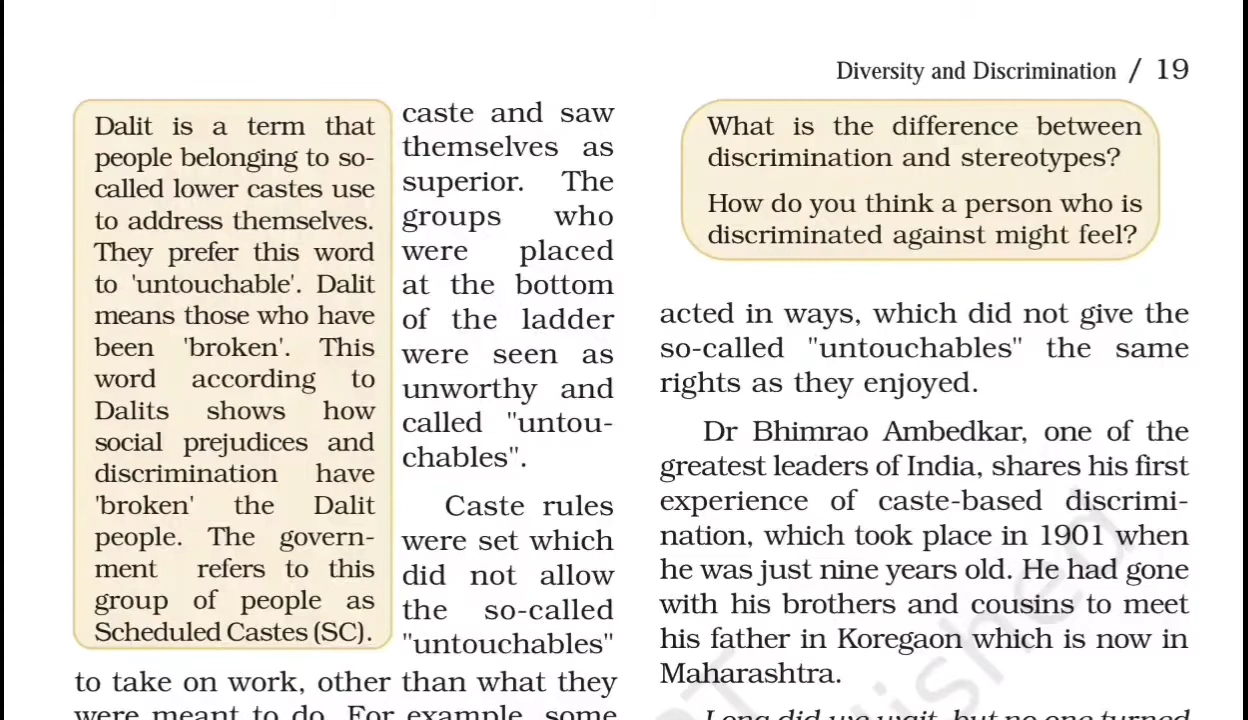 Diversity and Discrimination / 19
Dalit is a term that
people belonging to so-
called lower castes use
to address themselves.
They prefer this word
to 'untouchable'. Dalit
means those who have
been 'broken'. This
word according to
Dalits shows how
social prejudices and
discrimination have
'broken' the Dalit
people. The govern-
ment refers to this
group of people as
Scheduled Castes (SC).
caste and saw
themselves as
superior. The
groups who
were placed
at the bottom
of the ladder
were seen as
unworthy and
called "untou-
chables".
Caste rules
were set which
did not allow
the so-called
"untouchables"
to take on work, other than what they
were meant to do. For example, some
What is the difference between
discrimination and stereotypes?
How do you think a person who is
discriminated against might feel?
acted in ways, which did not give the
so-called "untouchables" the same
rights as they enjoyed.
Dr Bhimrao Ambedkar, one of the
greatest leaders of India, shares his first
experience of caste-based discrimi-
nation, which took place in 1901 when
he was just nine years old. He had gone
with his brothers and cousins to meet
his father in Koregaon which is now in
Maharashtra.
Long did we wait, but no one turned